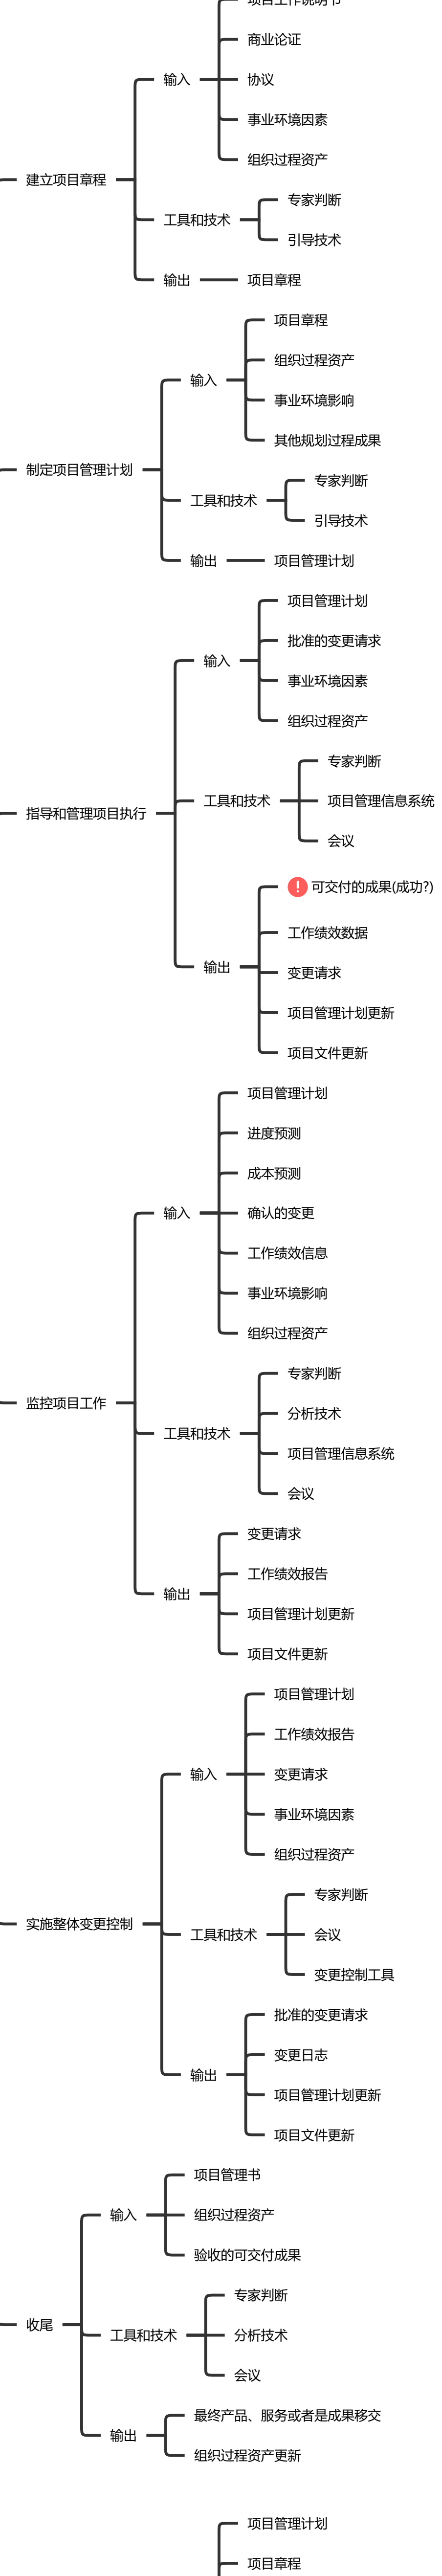 项目工作说明书
商业论证
输入
协议
事业环境因素
组织过程资产
建立项目章程
专家判断
工具和技术
引导技术
输出
项目章程
项目章程
组织过程资产
输入
事业环境影响
其他规划过程成果
制定项目管理计划
专家判断
工具和技术
引导技术
输出
项目管理计划
项目管理计划
批准的变更请求
输入
事业环境因素
组织过程资产
专家判断
工具和技术
项目管理信息系统
指导和管理项目执行
会议
可交付的成果(成功?)
工作绩效数据
输出
变更请求
项目管理计划更新
项目文件更新
项目管理计划
进度预测
成本预测
输入
确认的变更
工作绩效信息
事业环境影响
组织过程资产
专家判断
监控项目工作
分析技术
工具和技术
项目管理信息系统
会议
变更请求
工作绩效报告
输出
项目管理计划更新
项目文件更新
项目管理计划
工作绩效报告
输入
变更请求
事业环境因素
组织过程资产
专家判断
实施整体变更控制
工具和技术
会议
变更控制工具
批准的变更请求
变更日志
输出
项目管理计划更新
项目文件更新
项目管理书
输入
组织过程资产
验收的可交付成果
专家判断
收尾
工具和技术
分析技术
会议
最终产品、服务或者是成果移交
输出
组织过程资产更新
项目管理计划
项目章程